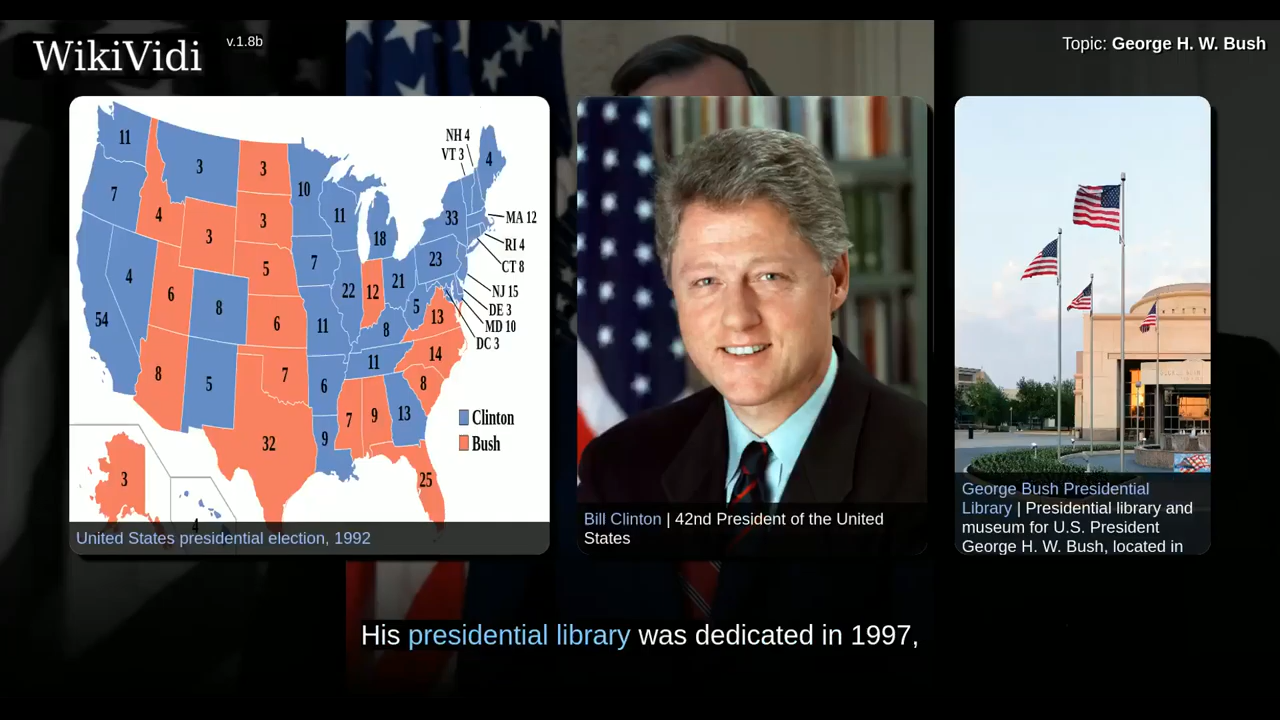 WikiVidi
v.1.8b
Topic: George H. W. Bush
NH 4
VT 3
11
3
3
4
10
7
33
MA 12
11
4
3
3
RI 4
18
CT 8
23
5
7
4
21
22
12
NJ 15
6
8
5
DE 3
13
54
6
11
8
MD 10
DC 3
14
11
8
5
7
6
8
7
9
13
Clinton
9
32
Bush
3
25
4
United States presidential election, 1992
Bill Clinton | 42nd President of the United
States
George Bush Presidential
Library | Presidential library and
museum for U.S. President
George H. W. Bush, located in
His presidential library was dedicated in 1997,